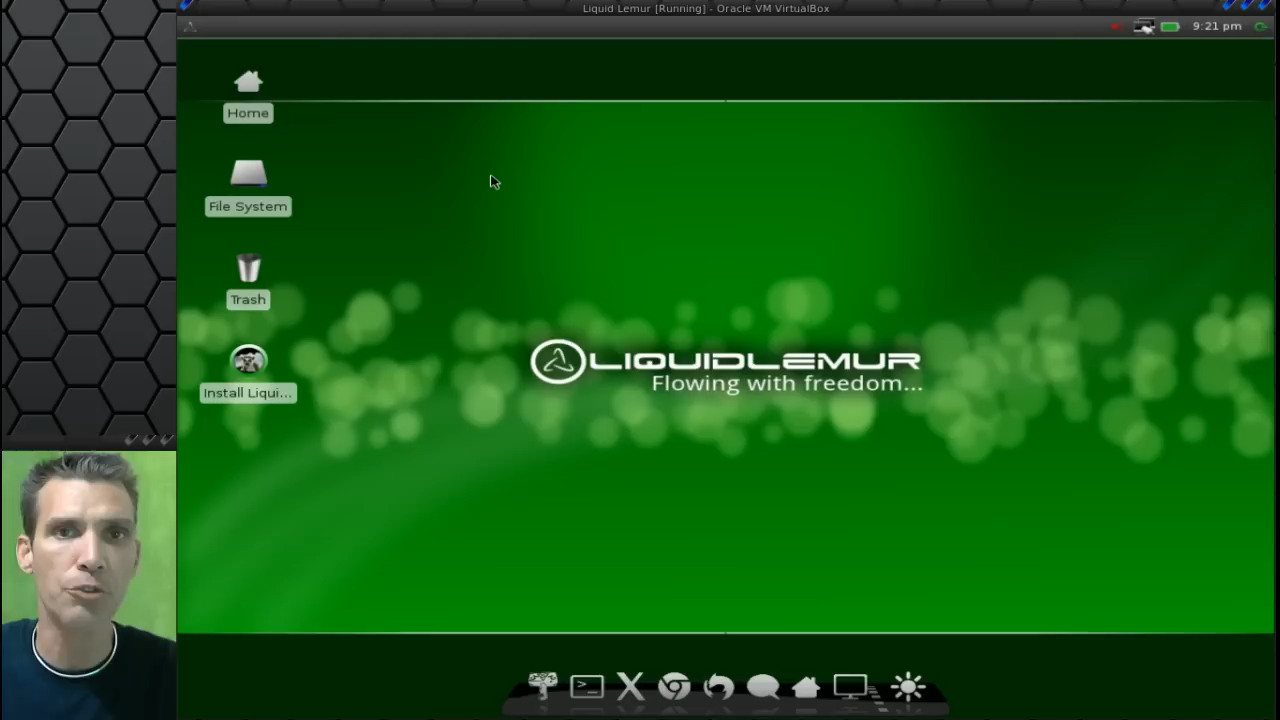 Liquid Lemur [Running] - Oracle VM VirtualBox
9:21 pm
Home
File System
Trash
Install Liqui...
LIQUIDLEMUR
Flowing with freedom...